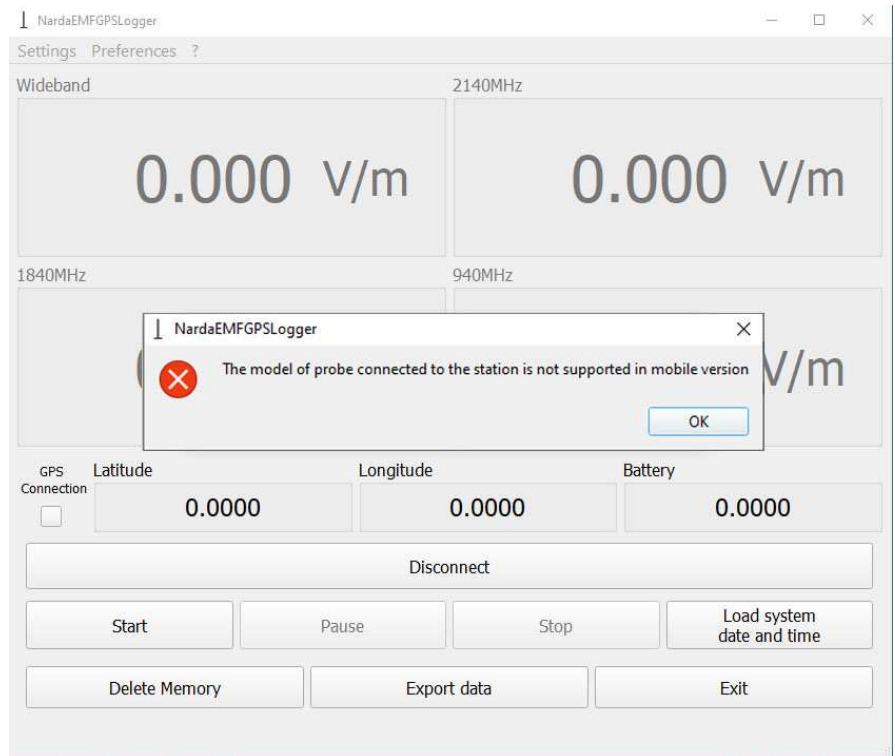 NardaEMFGPSLogger
Settings Preferences ?
Wideband
2140MHz
0.000 V/m
0.000 V/m
1840MHz
940MHz
NardaEMFGPSLogger
The model of probe connected to the station is not supported in mobile version
OK
V/m
GPS
Connection
Latitude
Longitude
Battery
0.0000
0.0000
0.0000
Disconnect
Start
Pause
Stop
Load system
date and time
Delete Memory
Export data
Exit